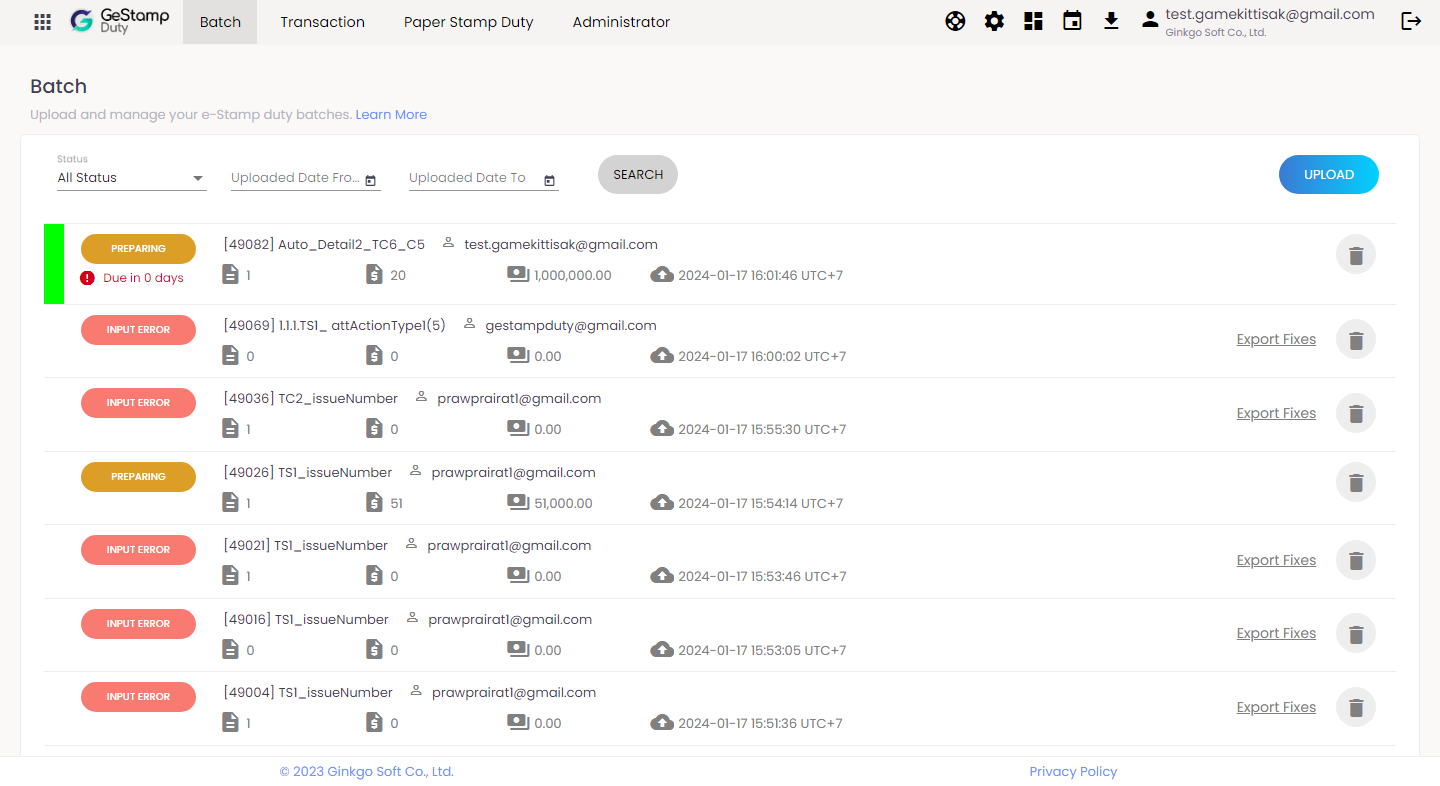 GeStamp
Duty
Batch
Transaction
Paper Stamp Duty
Administrator
test.gamekittisak@gmail.com
Ginkgo Soft Co., Ltd.
Batch
Upload and manage your e-Stamp duty batches. Learn More
Status
All Status
Uploaded Date Fro...
Uploaded Date To
SEARCH
UPLOAD
PREPARING
[49082] Auto_Detail2_TC6_C5 test.gamekittisak@gmail.com
Due in 0 days
1 20 1,000,000.00 2024-01-17 16:01:46 UTC+7
INPUT ERROR
[49069] 1.1.1.TS1_ attActionType1(5) gestampduty@gmail.com
0 0 0.00 2024-01-17 16:00:02 UTC+7
Export Fixes
INPUT ERROR
[49036] TC2_issueNumber prawprairat1@gmail.com
1 0 0.00 2024-01-17 15:55:30 UTC+7
Export Fixes
PREPARING
[49026] TS1_issueNumber prawprairat1@gmail.com
1 51 51,000.00 2024-01-17 15:54:14 UTC+7
INPUT ERROR
[49021] TS1_issueNumber prawprairat1@gmail.com
1 0 0.00 2024-01-17 15:53:46 UTC+7
Export Fixes
INPUT ERROR
[49016] TS1_issueNumber prawprairat1@gmail.com
0 0 0.00 2024-01-17 15:53:05 UTC+7
Export Fixes
INPUT ERROR
[49004] TS1_issueNumber prawprairat1@gmail.com
1 0 0.00 2024-01-17 15:51:36 UTC+7
Export Fixes
© 2023 Ginkgo Soft Co., Ltd.
Privacy Policy